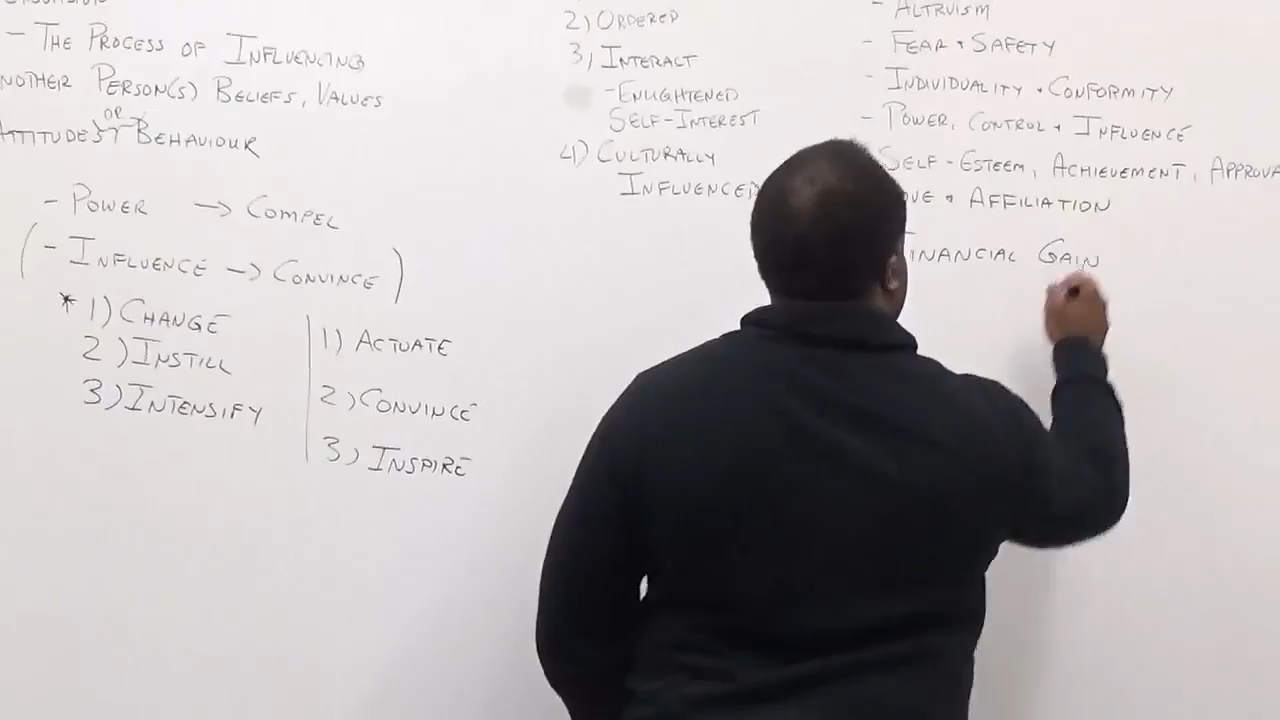 - THE PROCESS OF INFLUENCING
NOTHER PERSON(S) BELIEFS, VALUES
OR
ATTITUDES BEHAVIOUR
- POWER → COMPEL
(- INFLUENCE → CONVINCE)
* 1) CHANGE
2) INSTILL
3) INTENSIFY
1) ACTUATE
2) CONVINCE
3) INSPIRE
2) ORDERED
3) INTERACT
- ENLIGHTENED
SELF-INTEREST
4) CULTURALLY
INFLUENCED
- ALTRUISM
- FEAR + SAFETY
- INDIVIDUALITY + CONFORMITY
- POWER, CONTROL + INFLUENCE
SELF-ESTEEM, ACHIEVEMENT, APPROVA
OVE + AFFILIATION
FINANCIAL GAIN